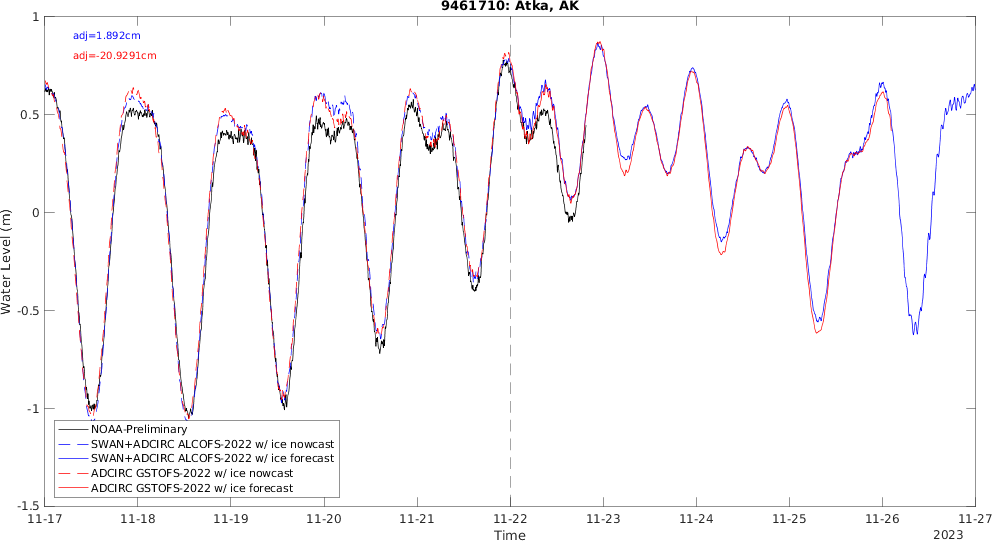 9461710: Atka, AK
adj=1.892cm
adj=-20.9291cm
1
0.5
0
-0.5
-1
-1.5
Water Level (m)
NOAA-Preliminary
SWAN+ADCIRC ALCOFS-2022 w/ ice nowcast
SWAN+ADCIRC ALCOFS-2022 w/ ice forecast
ADCIRC GSTOFS-2022 w/ ice nowcast
ADCIRC GSTOFS-2022 w/ ice forecast
11-17 11-18 11-19 11-20 11-21 11-22 11-23 11-24 11-25 11-26 11-27
Time
2023